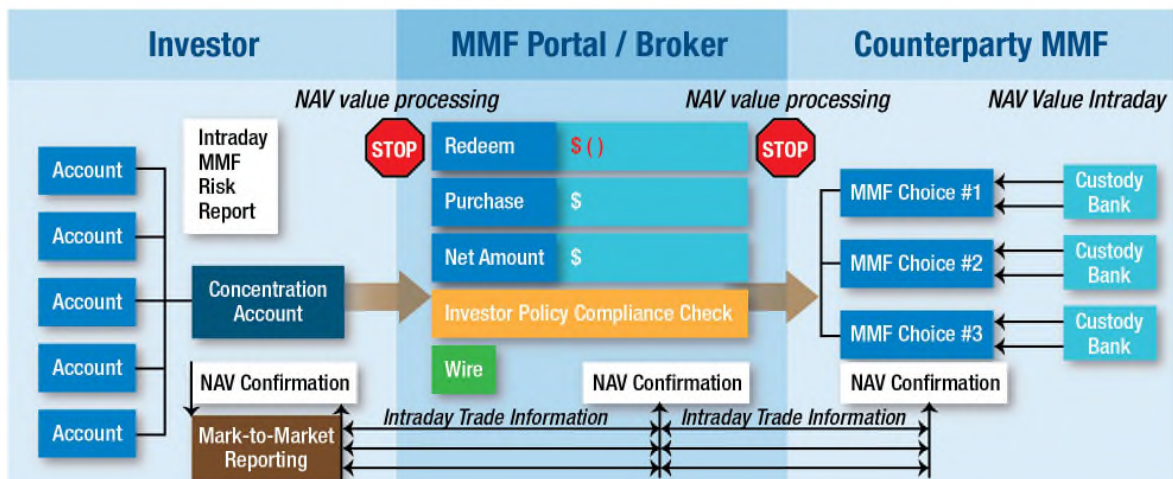 Investor
MMF Portal / Broker
Counterparty MMF
NAV value processing
NAV value processing
NAV Value Intraday
Account
Account
Account
Account
Account
Intraday
MMF
Risk
Report
Concentration
Account
NAV Confirmation
Mark-to-Market
Reporting
STOP
Redeem
$ ( )
Purchase
$
Net Amount
$
Investor Policy Compliance Check
Wire
NAV Confirmation
Intraday Trade Information
Intraday Trade Information
STOP
MMF Choice #1
MMF Choice #2
MMF Choice #3
NAV Confirmation
Custody
Bank
Custody
Bank
Custody
Bank